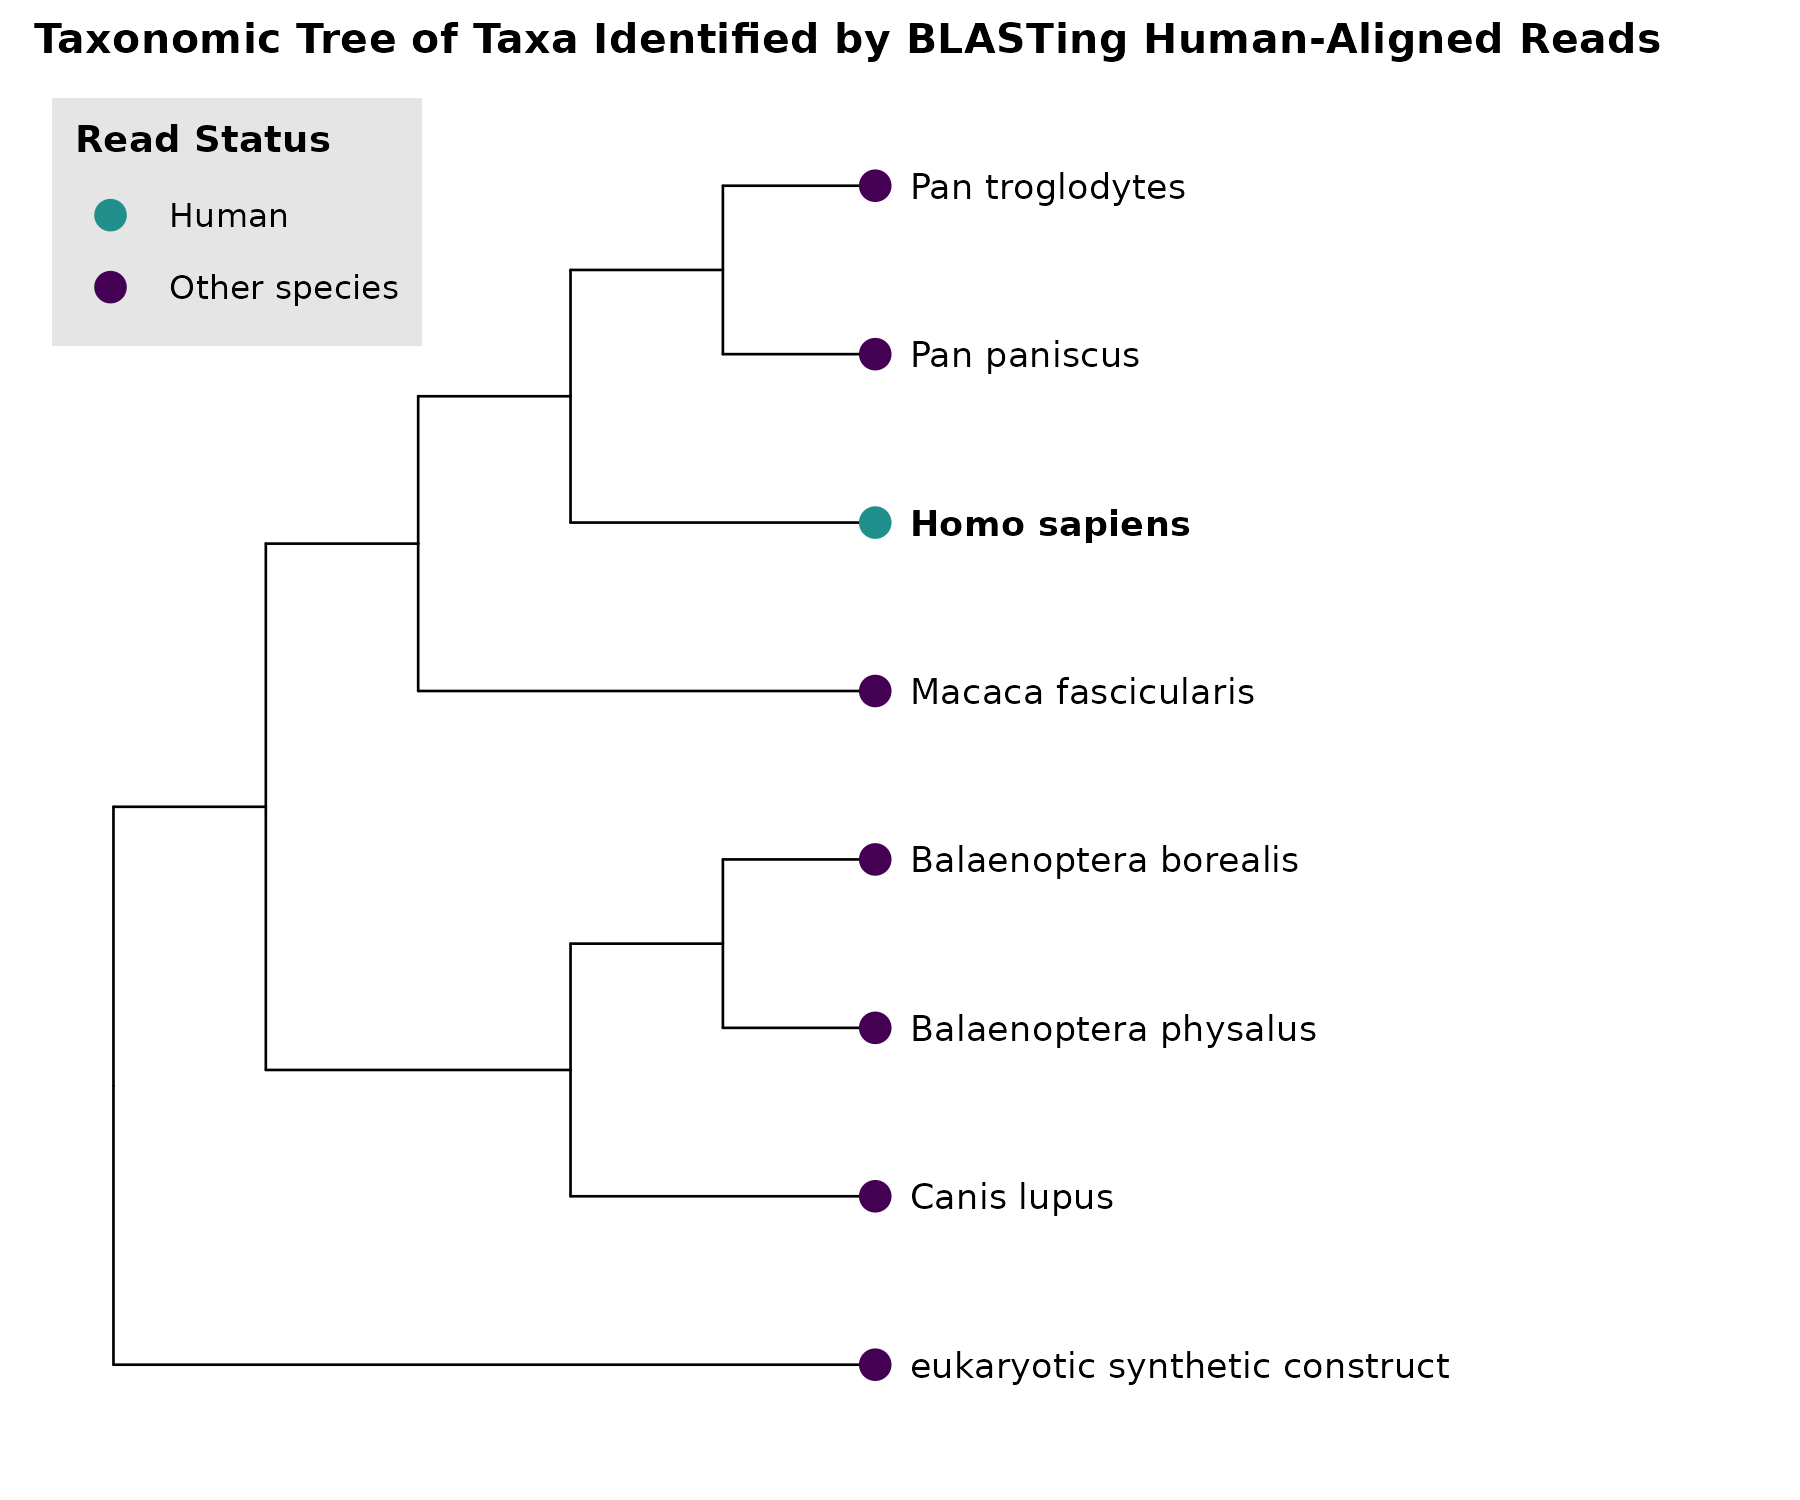 Taxonomic Tree of Taxa Identified by BLASTing Human-Aligned Reads
Read Status
Human
Other species
Pan troglodytes
Pan paniscus
Homo sapiens
Macaca fascicularis
Balaenoptera borealis
Balaenoptera physalus
Canis lupus
eukaryotic synthetic construct